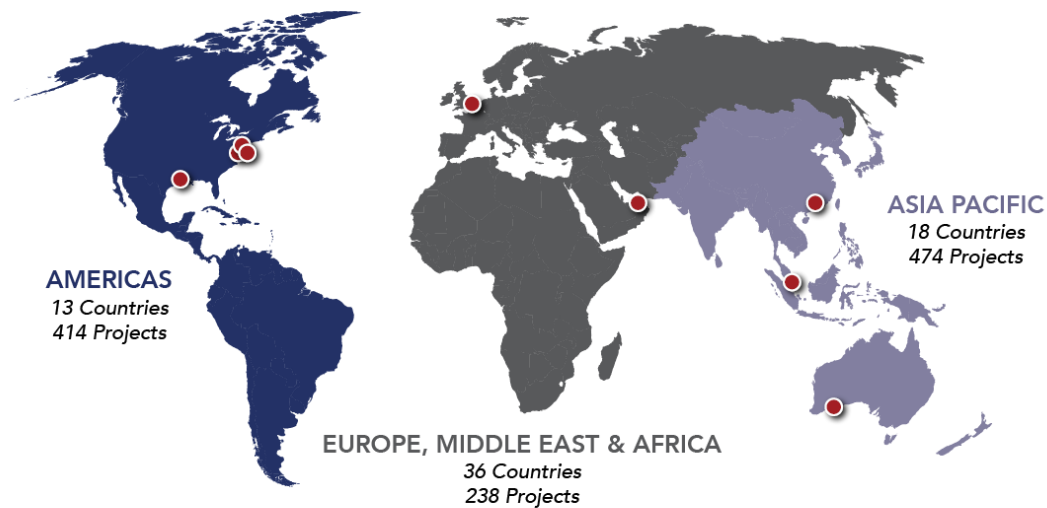 AMERICAS
13 Countries
414 Projects
EUROPE, MIDDLE EAST & AFRICA
36 Countries
238 Projects
ASIA PACIFIC
18 Countries
474 Projects